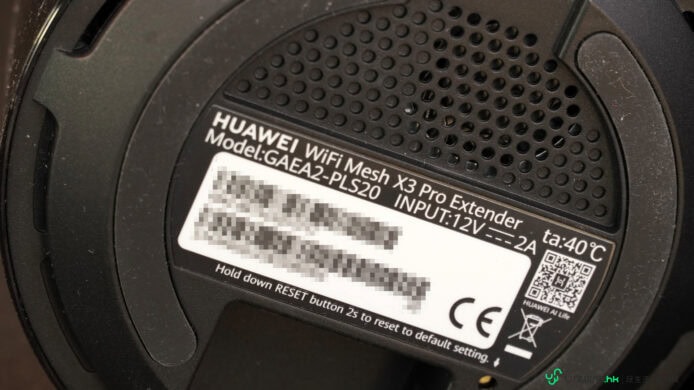 HUAWEI WiFi Mesh X3 Pro Extender
Model:GAEA2-PLS20 INPUT:12V⎓2A ta:40℃
HUAWEI AI Life
Hold down RESET button 2s to reset to default setting.
CE